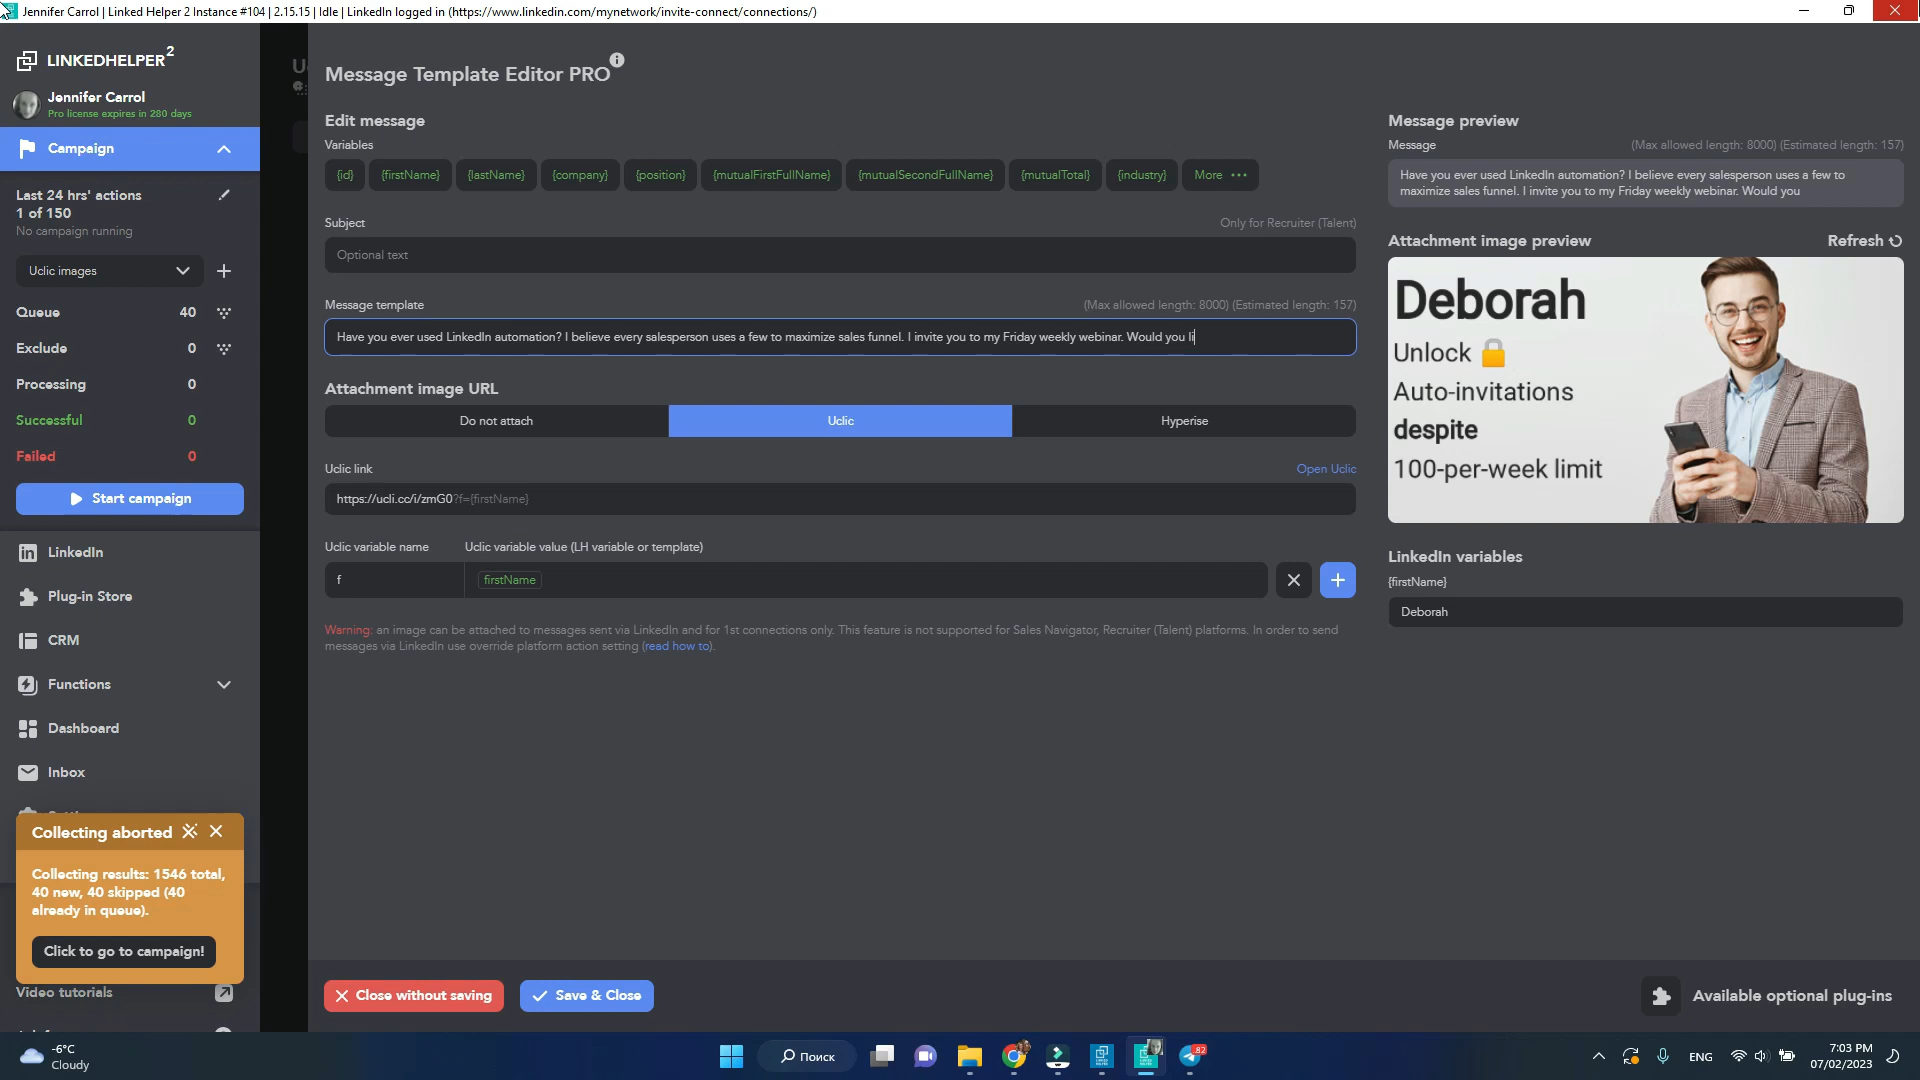 Jennifer Carrol | Linked Helper 2 Instance #104 | 2.15.15 | Idle | LinkedIn logged in (https://www.linkedin.com/mynetwork/invite-connect/connections/)
LINKEDHELPER 2
Jennifer Carrol
Pro license expires in 280 days
Campaign
Last 24 hrs' actions
1 of 150
No campaign running
Uclic images
Queue 40
Exclude 0
Processing 0
Successful 0
Failed 0
Start campaign
LinkedIn
Plug-in Store
CRM
Functions
Dashboard
Inbox
Collecting aborted
Collecting results: 1546 total,
40 new, 40 skipped (40
already in queue).
Click to go to campaign!
Video tutorials
Message Template Editor PRO
Edit message
Variables
{id} {firstName} {lastName} {company} {position} {mutualFirstFullName} {mutualSecondFullName} {mutualTotal} {industry} More
Subject Only for Recruiter (Talent)
Optional text
Message template (Max allowed length: 8000) (Estimated length: 157)
Have you ever used LinkedIn automation? I believe every salesperson uses a few to maximize sales funnel. I invite you to my Friday weekly webinar. Would you li
Attachment image URL
Do not attach Uclic Hyperise
Uclic link Open Uclic
https://ucli.cc/i/zmG0?f={firstName}
Uclic variable name Uclic variable value (LH variable or template)
f firstName
Warning: an image can be attached to messages sent via LinkedIn and for 1st connections only. This feature is not supported for Sales Navigator, Recruiter (Talent) platforms. In order to send
messages via LinkedIn use override platform action setting (read how to).
Close without saving Save & Close
Message preview
Message (Max allowed length: 8000) (Estimated length: 157)
Have you ever used LinkedIn automation? I believe every salesperson uses a few to
maximize sales funnel. I invite you to my Friday weekly webinar. Would you
Attachment image preview Refresh
Deborah
Unlock
Auto-invitations
despite
100-per-week limit
LinkedIn variables
{firstName}
Deborah
Available optional plug-ins
-6°C
Cloudy
Поиск
82
ENG
7:03 PM
07/02/2023